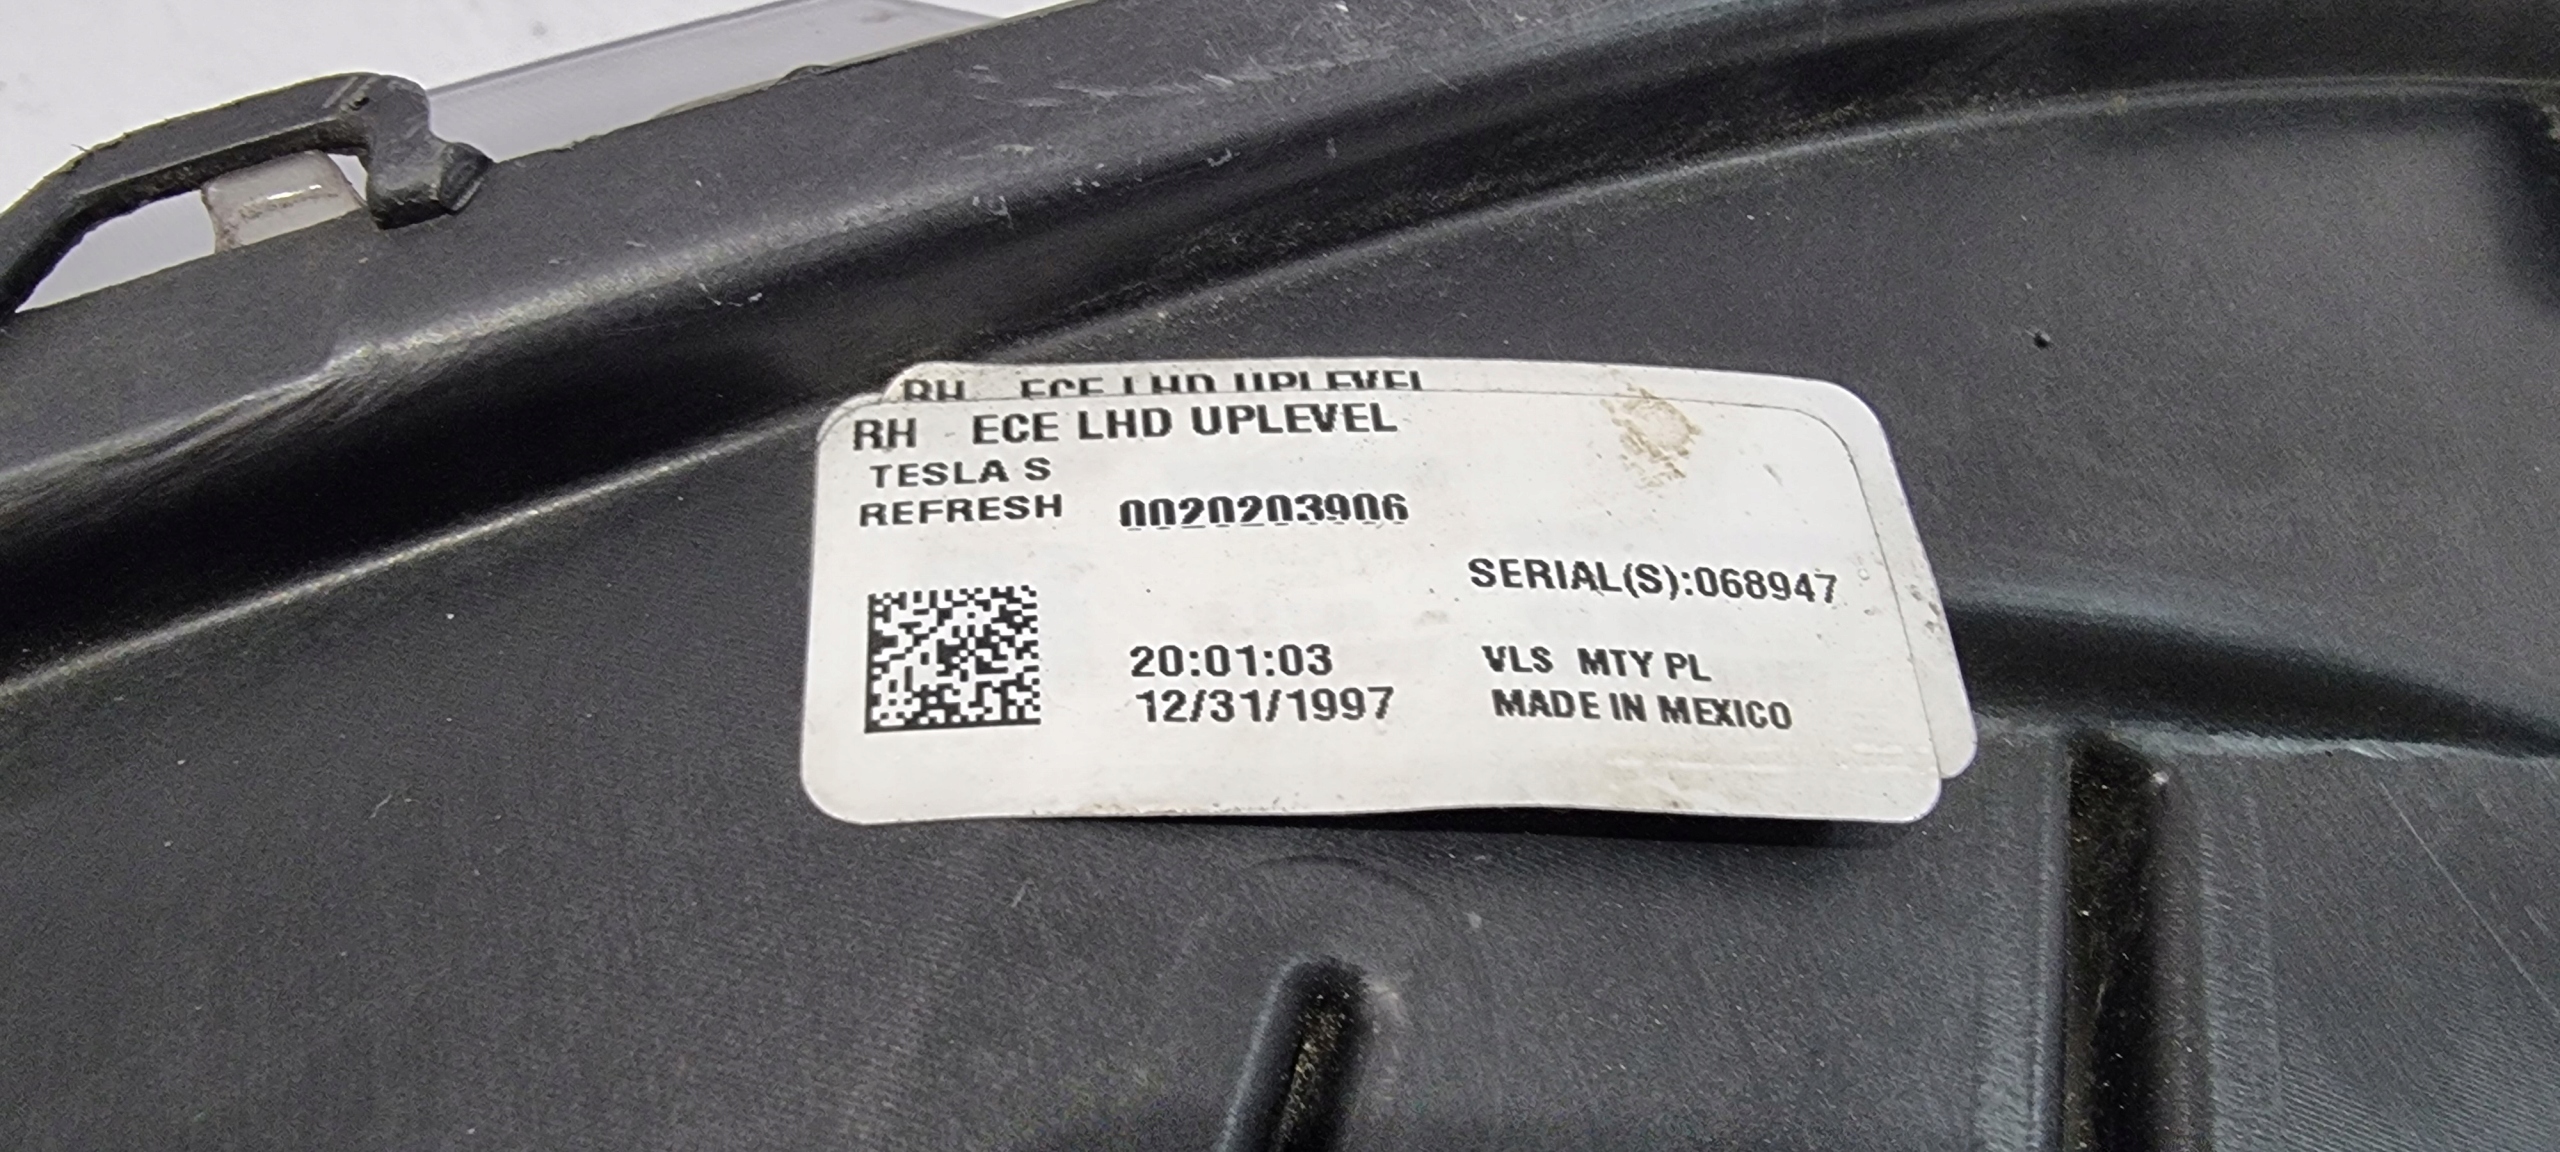 RH ECE LHD UPLEVEL
RH - ECE LHD UPLEVEL
TESLA S
REFRESH 0020203906
SERIAL(S):068947
20:01:03 VLS MTY PL
12/31/1997 MADE IN MEXICO